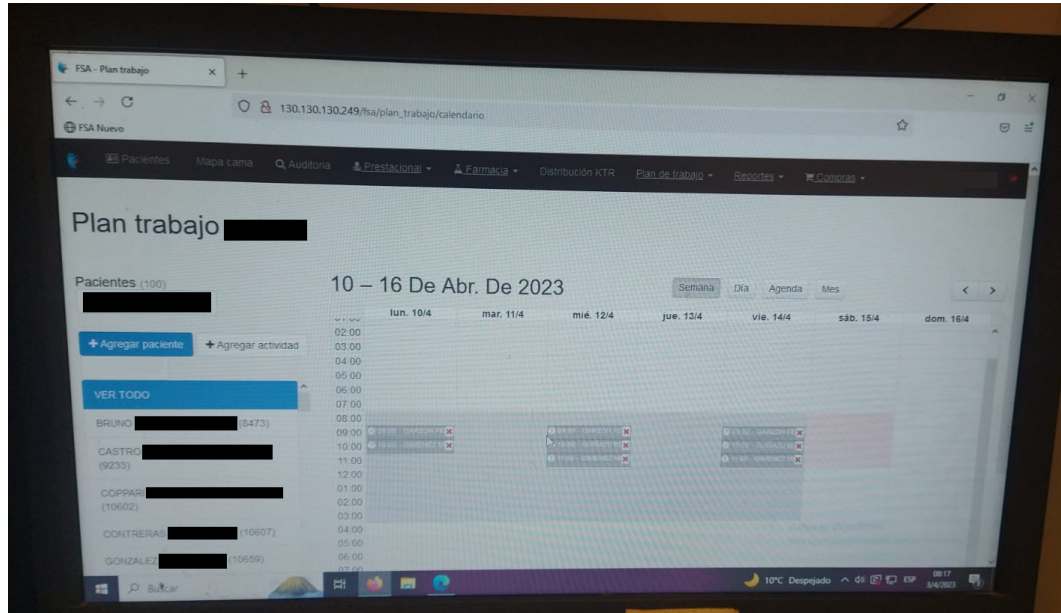 FSA - Plan trabajo
130.130.130.249/fsa/plan_trabajo/calendario
FSA Nuevo
Pacientes Mapa cama Auditoria Prestacional Farmacia Distribución KTR Plan de trabajo Reportes Compras
Plan trabajo
Pacientes (100)
10 – 16 De Abr. De 2023
Semana Día Agenda Mes
+ Agregar paciente + Agregar actividad
lun. 10/4 mar. 11/4 mié. 12/4 jue. 13/4 vie. 14/4 sáb. 15/4 dom. 16/4
02:00
03:00
04:00
05:00
06:00
07:00
08:00
09:00
10:00
11:00
12:00
01:00
02:00
03:00
04:00
05:00
06:00
07:00
VER TODO
BRUNO (8473)
CASTRO
(9233)
COPPARI
(10602)
CONTRERAS (10607)
GONZALEZ (10659)
Buscar
10°C Despejado ESP
08:17
3/4/2023